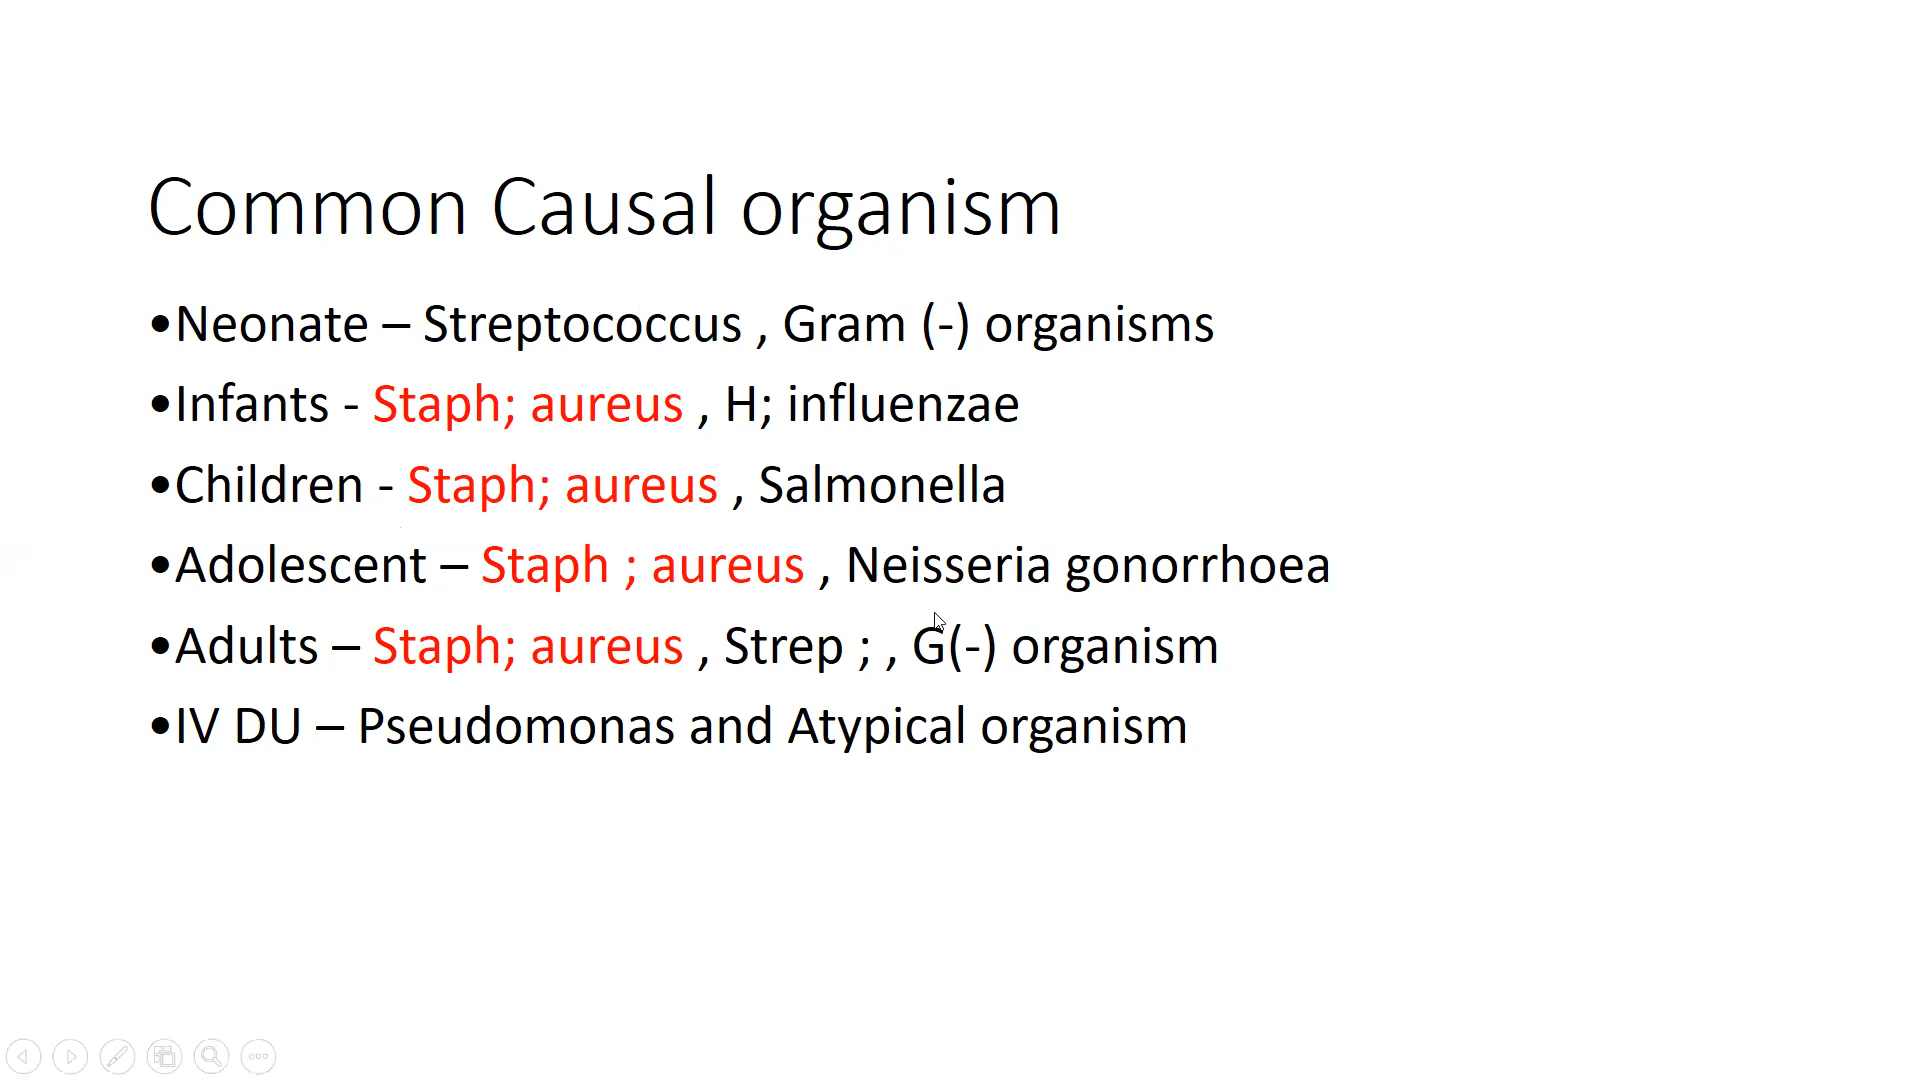 Common Causal organism
•Neonate – Streptococcus , Gram (-) organisms
•Infants - Staph; aureus , H; influenzae
•Children - Staph; aureus , Salmonella
•Adolescent – Staph ; aureus , Neisseria gonorrhoea
•Adults – Staph; aureus , Strep ; , G(-) organism
•IV DU – Pseudomonas and Atypical organism